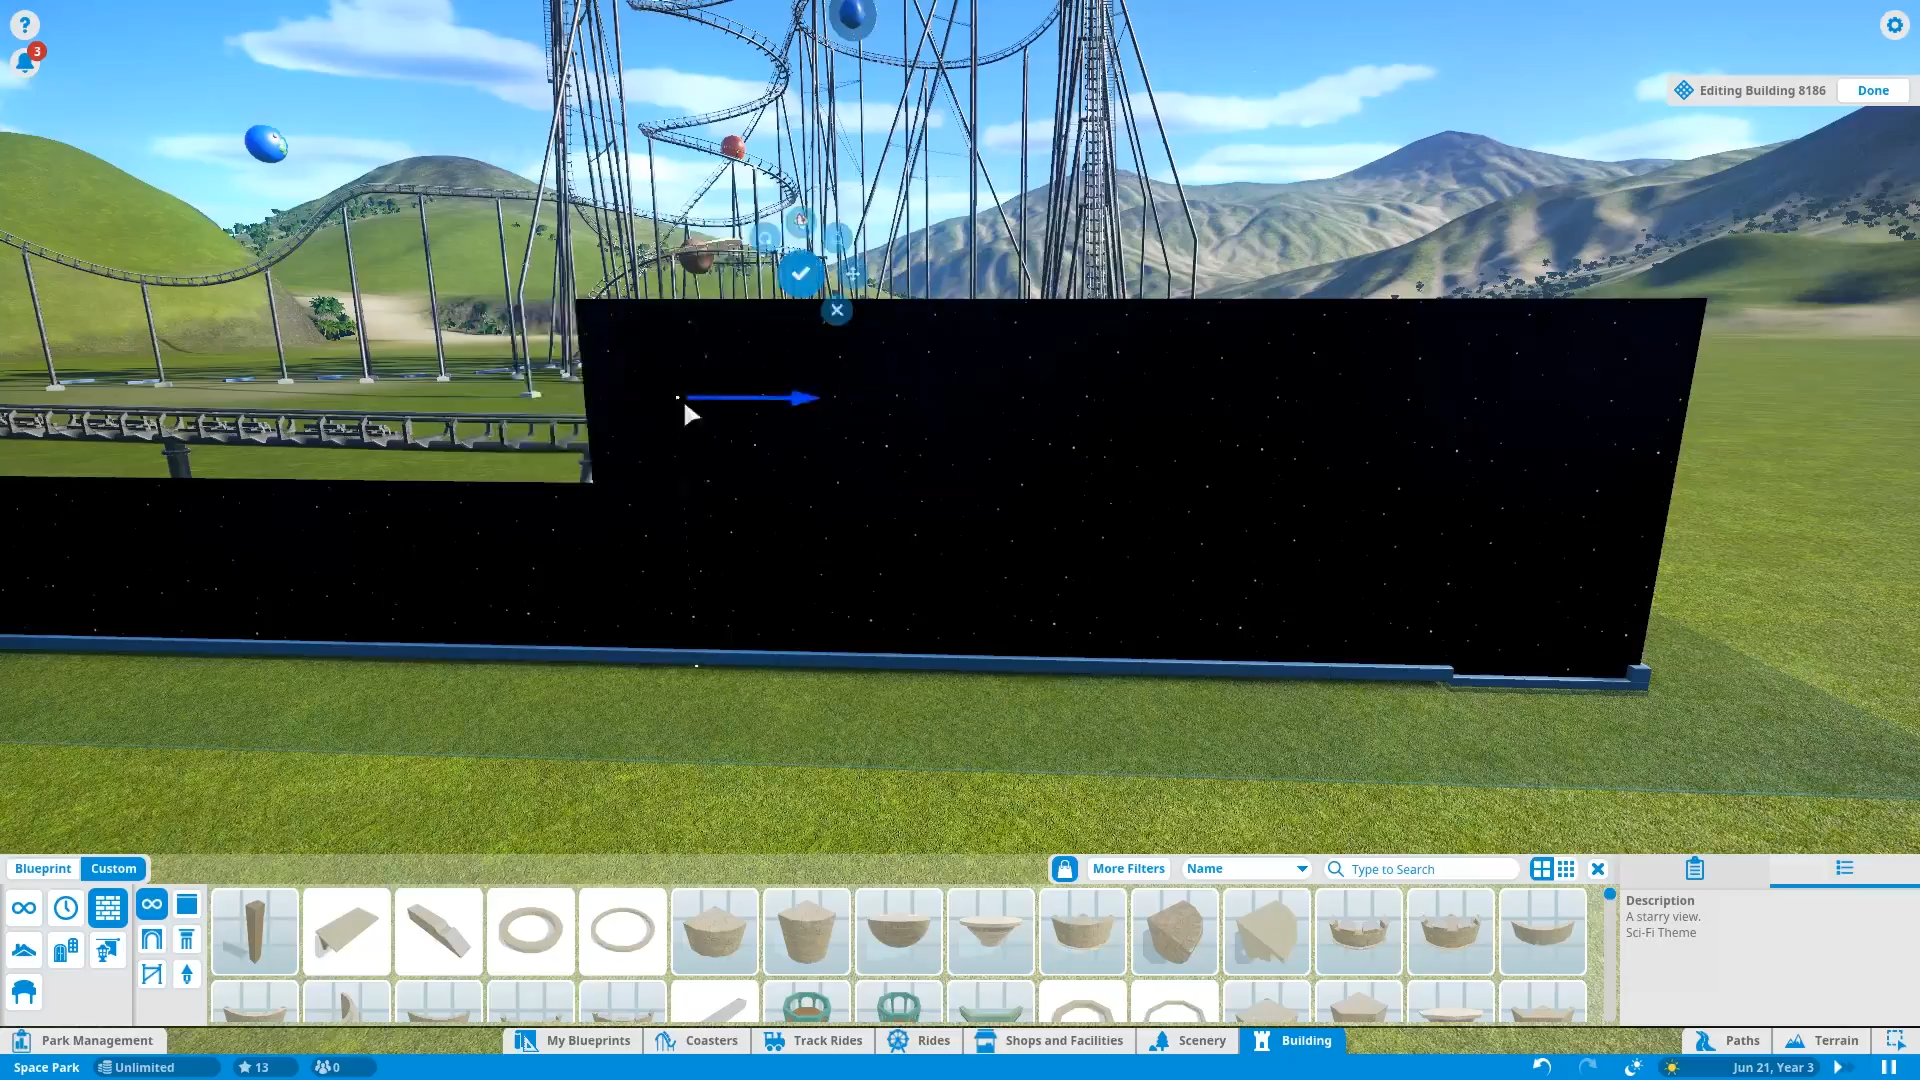 ?
3
Editing Building 8186
Done
Blueprint
Custom
More Filters
Name
Type to Search
Description
A starry view.
Sci-Fi Theme
Park Management
My Blueprints
Coasters
Track Rides
Rides
Shops and Facilities
Scenery
Building
Paths
Terrain
Space Park
Unlimited
13
0
Jun 21, Year 3